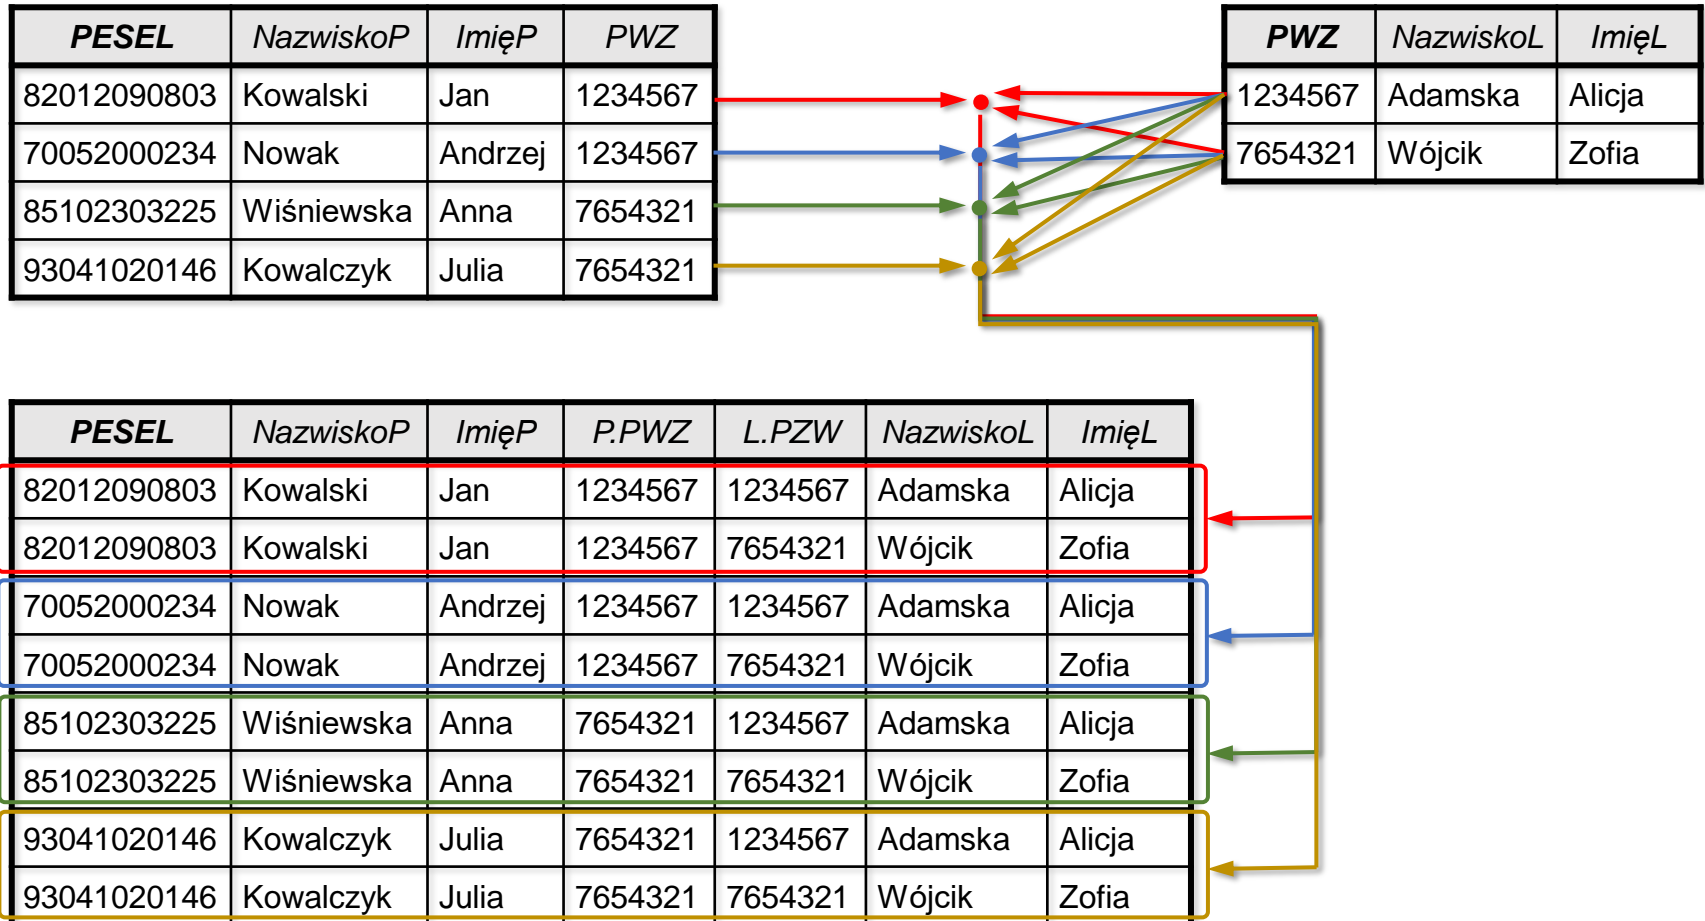 PESEL NazwiskoP ImięP PWZ
82012090803 Kowalski Jan 1234567
70052000234 Nowak Andrzej 1234567
85102303225 Wiśniewska Anna 7654321
93041020146 Kowalczyk Julia 7654321
PWZ NazwiskoL ImięL
1234567 Adamska Alicja
7654321 Wójcik Zofia
PESEL NazwiskoP ImięP P.PWZ L.PZW NazwiskoL ImięL
82012090803 Kowalski Jan 1234567 1234567 Adamska Alicja
82012090803 Kowalski Jan 1234567 7654321 Wójcik Zofia
70052000234 Nowak Andrzej 1234567 1234567 Adamska Alicja
70052000234 Nowak Andrzej 1234567 7654321 Wójcik Zofia
85102303225 Wiśniewska Anna 7654321 1234567 Adamska Alicja
85102303225 Wiśniewska Anna 7654321 7654321 Wójcik Zofia
93041020146 Kowalczyk Julia 7654321 1234567 Adamska Alicja
93041020146 Kowalczyk Julia 7654321 7654321 Wójcik Zofia